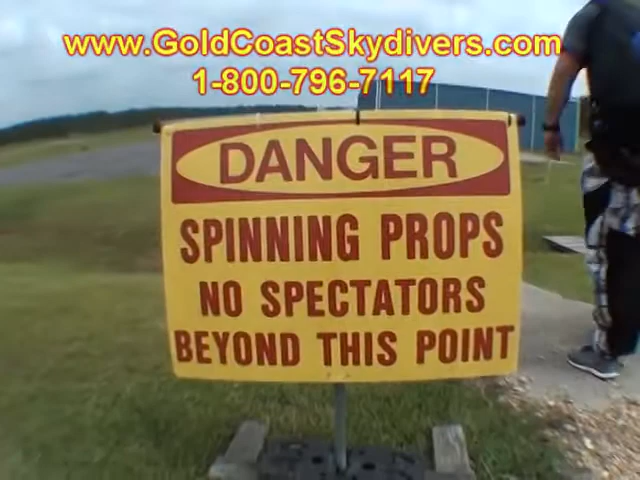 www.GoldCoastSkydivers.com
1-800-796-7117
DANGER
SPINNING PROPS
NO SPECTATORS
BEYOND THIS POINT